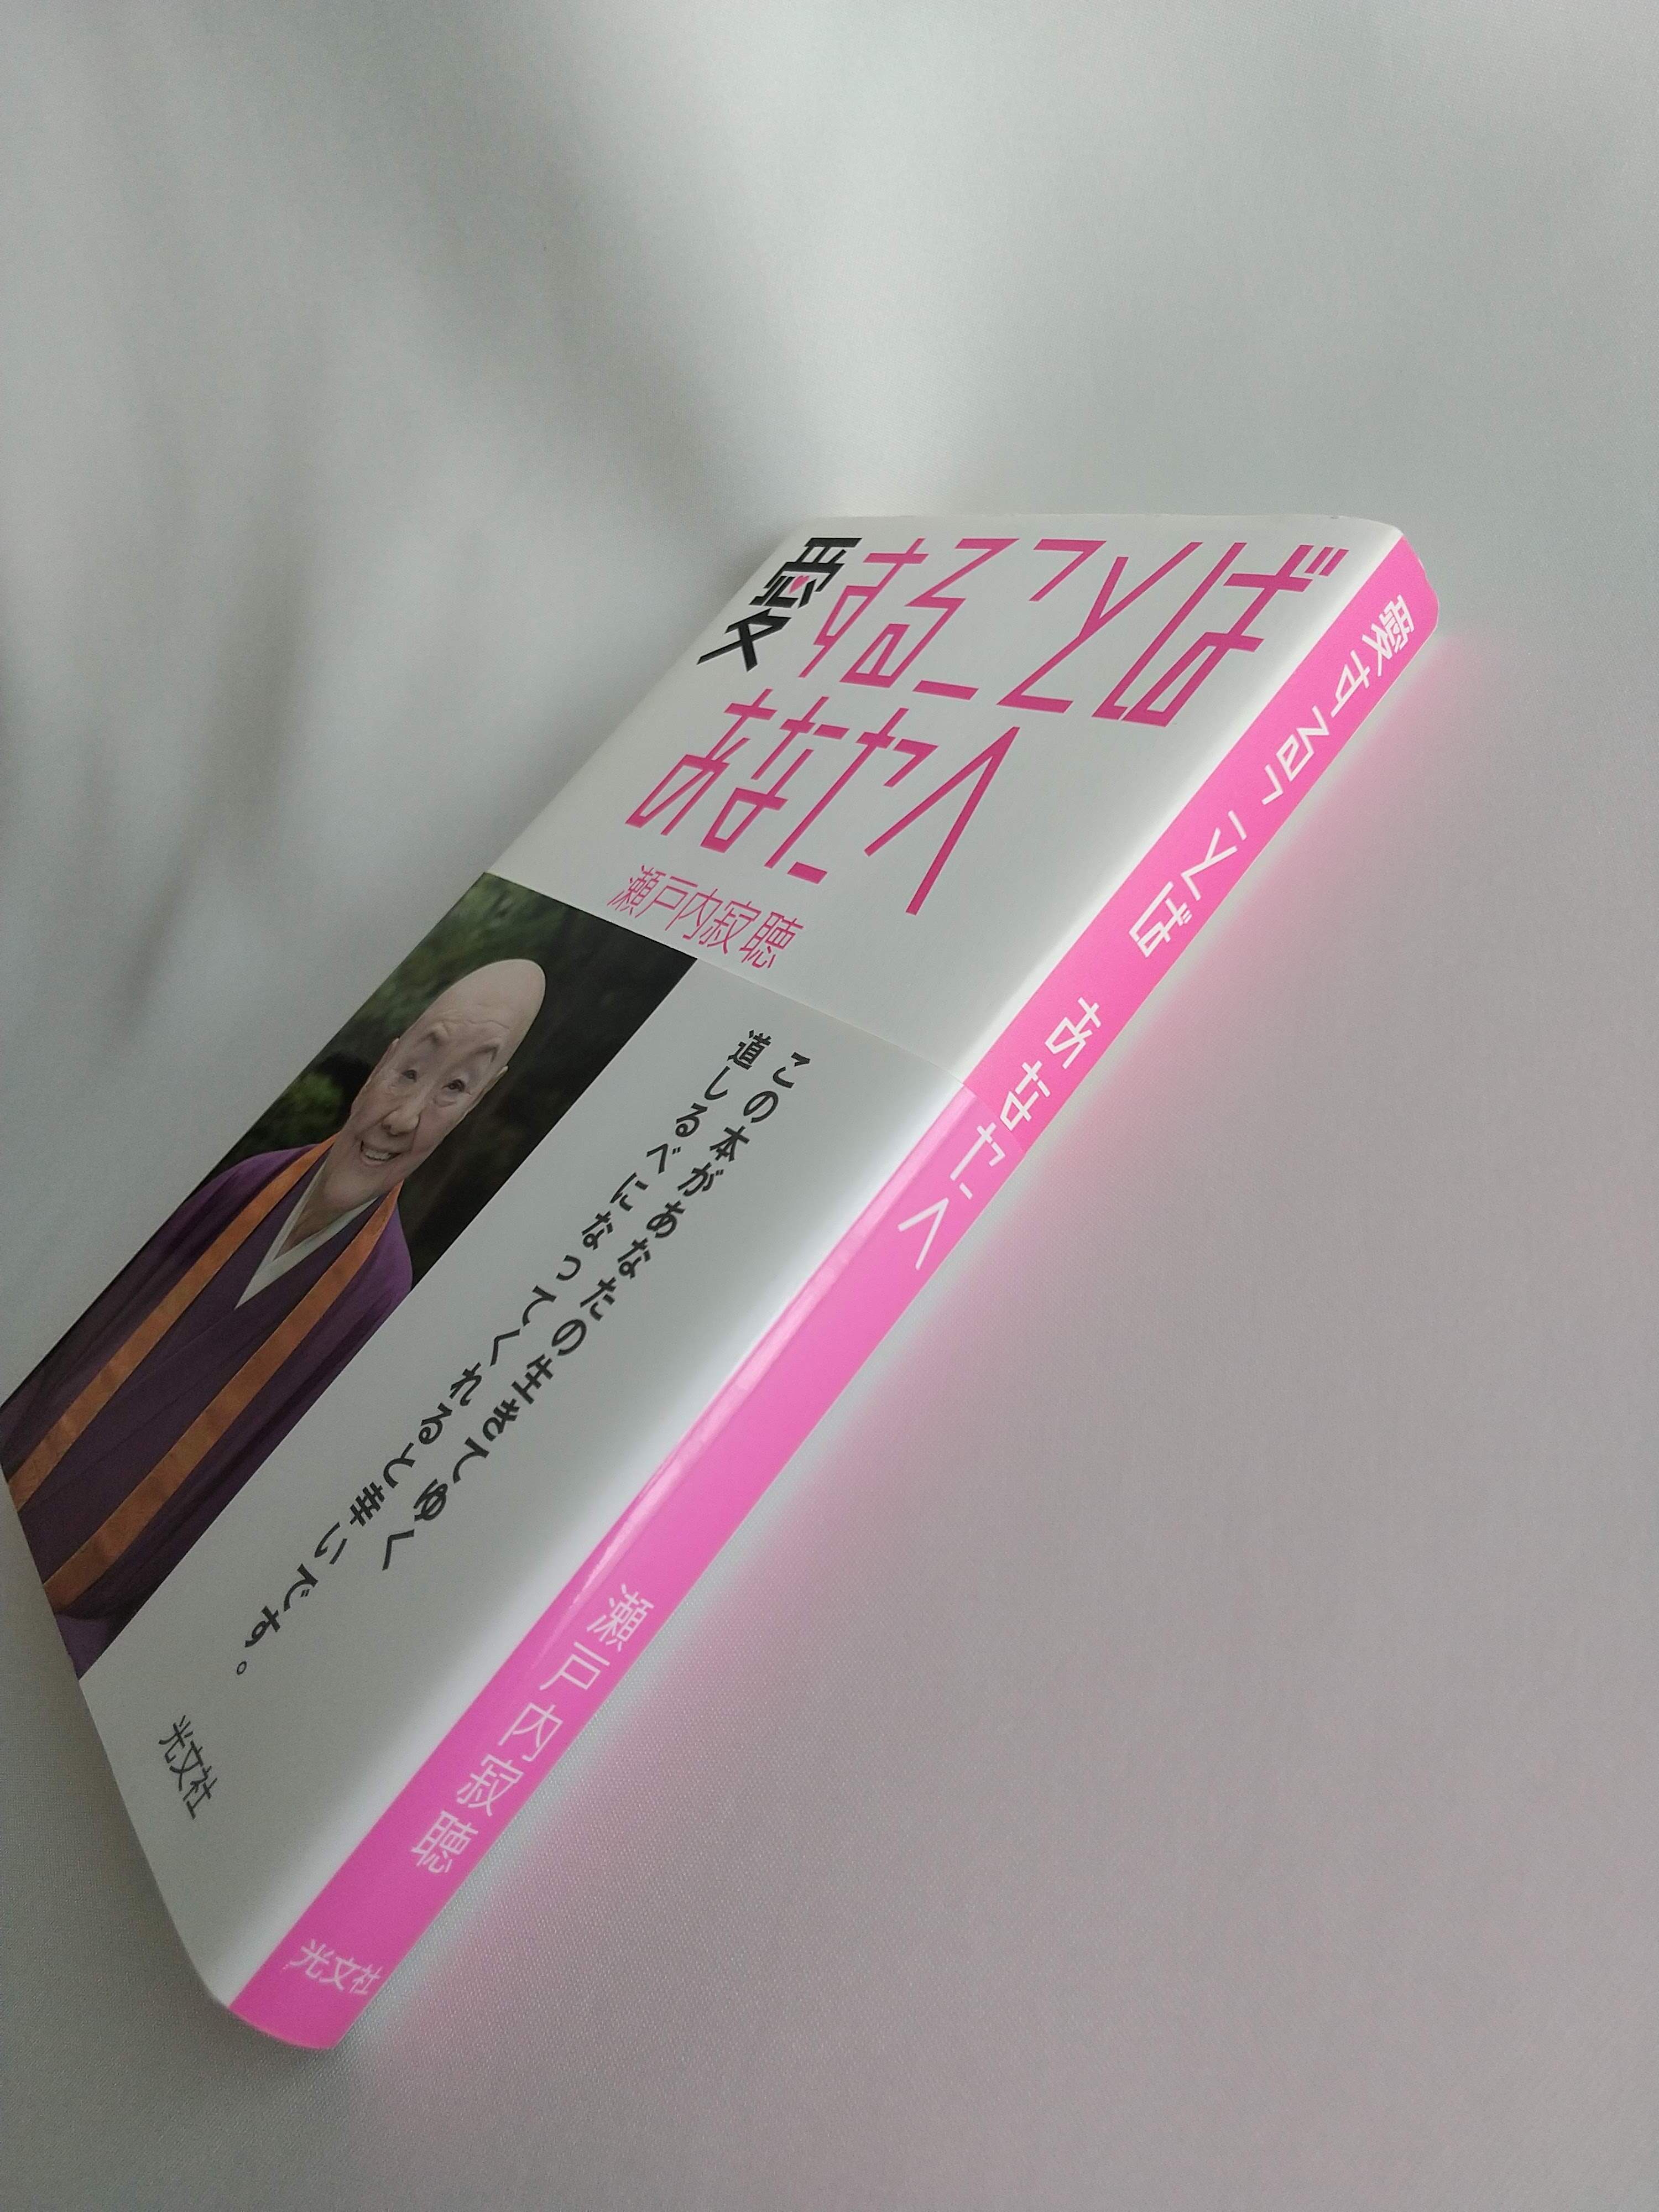 愛することば
あなたへ
瀬戸内寂聴
この本があなたの生きてゆく
道しるべになってくれると幸いです。
光文社
愛することば あなたへ
瀬戸内寂聴
光文社